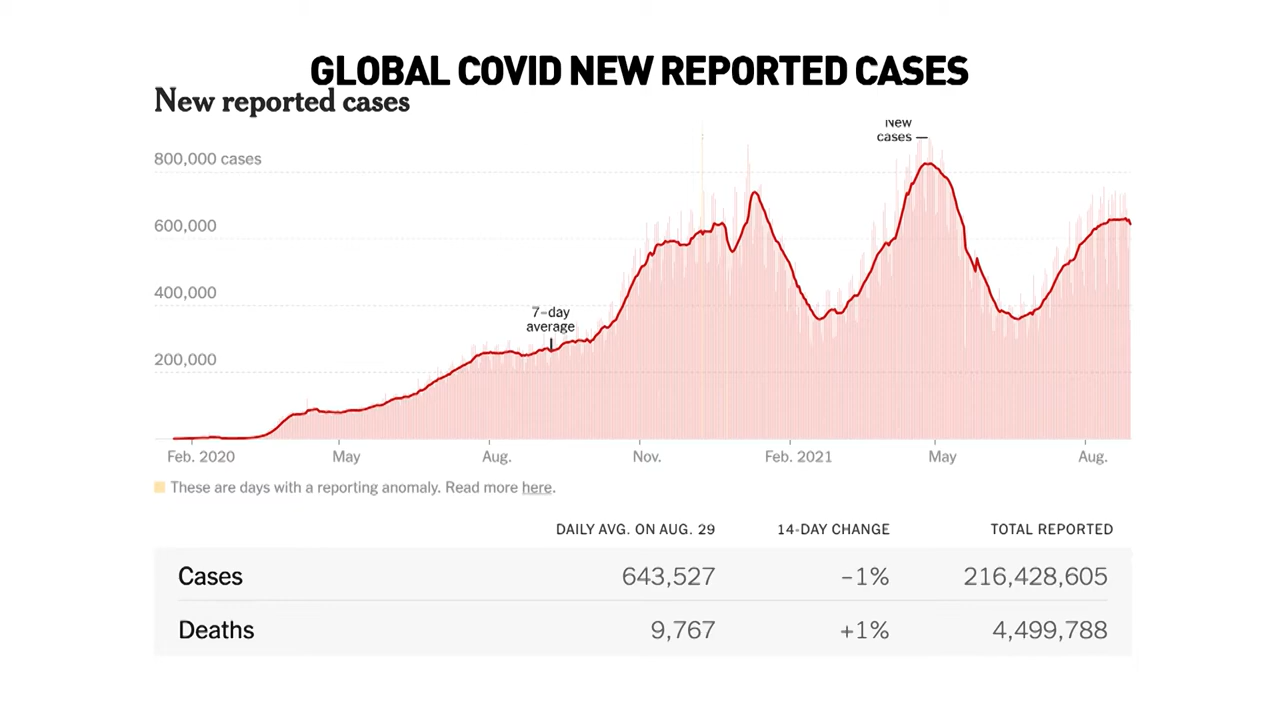 GLOBAL COVID NEW REPORTED CASES
New reported cases
New
cases
800,000 cases
600,000
400,000
7-day
average
200,000
Feb. 2020 May Aug. Nov. Feb. 2021 May Aug.
These are days with a reporting anomaly. Read more here.
DAILY AVG. ON AUG. 29 14-DAY CHANGE TOTAL REPORTED
Cases 643,527 –1% 216,428,605
Deaths 9,767 +1% 4,499,788